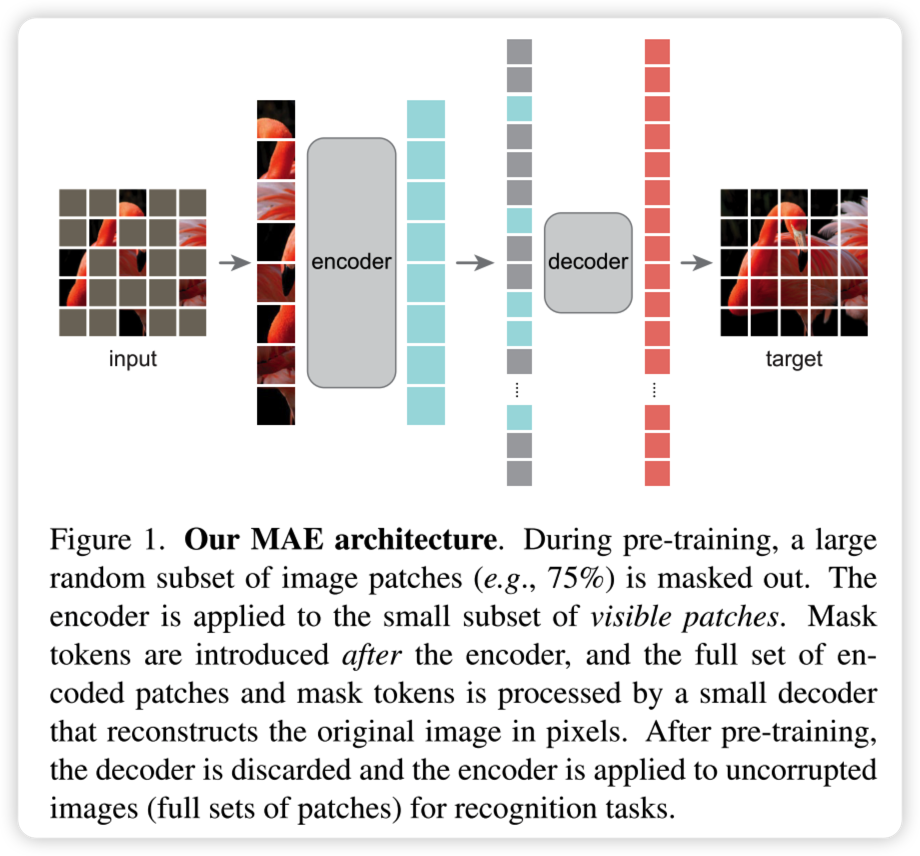 input
encoder
decoder
target
Figure 1. Our MAE architecture. During pre-training, a large
random subset of image patches (e.g., 75%) is masked out. The
encoder is applied to the small subset of visible patches. Mask
tokens are introduced after the encoder, and the full set of en-
coded patches and mask tokens is processed by a small decoder
that reconstructs the original image in pixels. After pre-training,
the decoder is discarded and the encoder is applied to uncorrupted
images (full sets of patches) for recognition tasks.